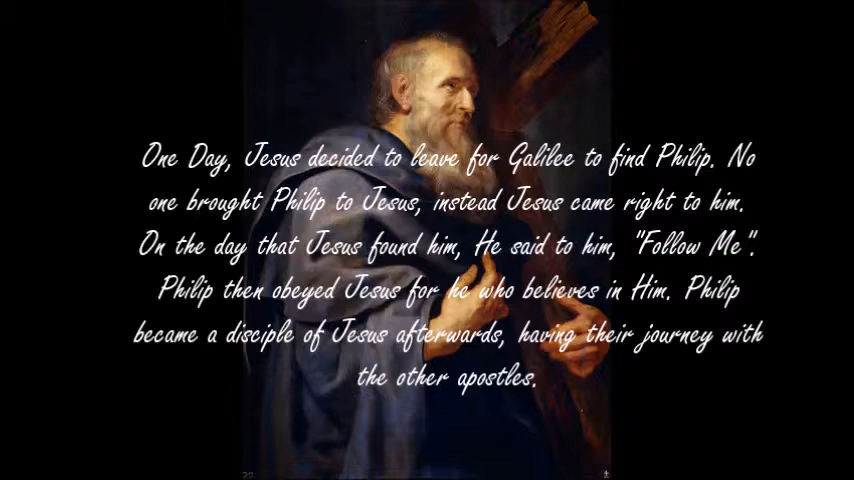 One Day, Jesus decided to leave for Galilee to find Philip. No
one brought Philip to Jesus, instead Jesus came right to him.
On the day that Jesus found him, He said to him, "Follow Me".
Philip then obeyed Jesus for he who believes in Him. Philip
became a disciple of Jesus afterwards, having their journey with
the other apostles.